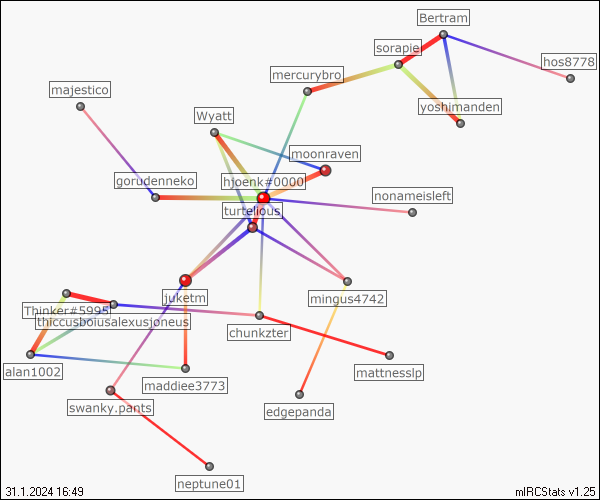 Bertram
sorapie
hos8778
mercurybro
majestico
yoshimanden
Wyatt
moonraven
gorudenneko
hjoenk#0000
nonameisleft
turtelious
juketm
mingus4742
Thinker#5995
thiccusboiusalexusjoneus
chunkzter
alan1002
mattnesslp
maddiee3773
swanky.pants
edgepanda
neptune01
31.1.2024 16:49
mIRCStats v1.25